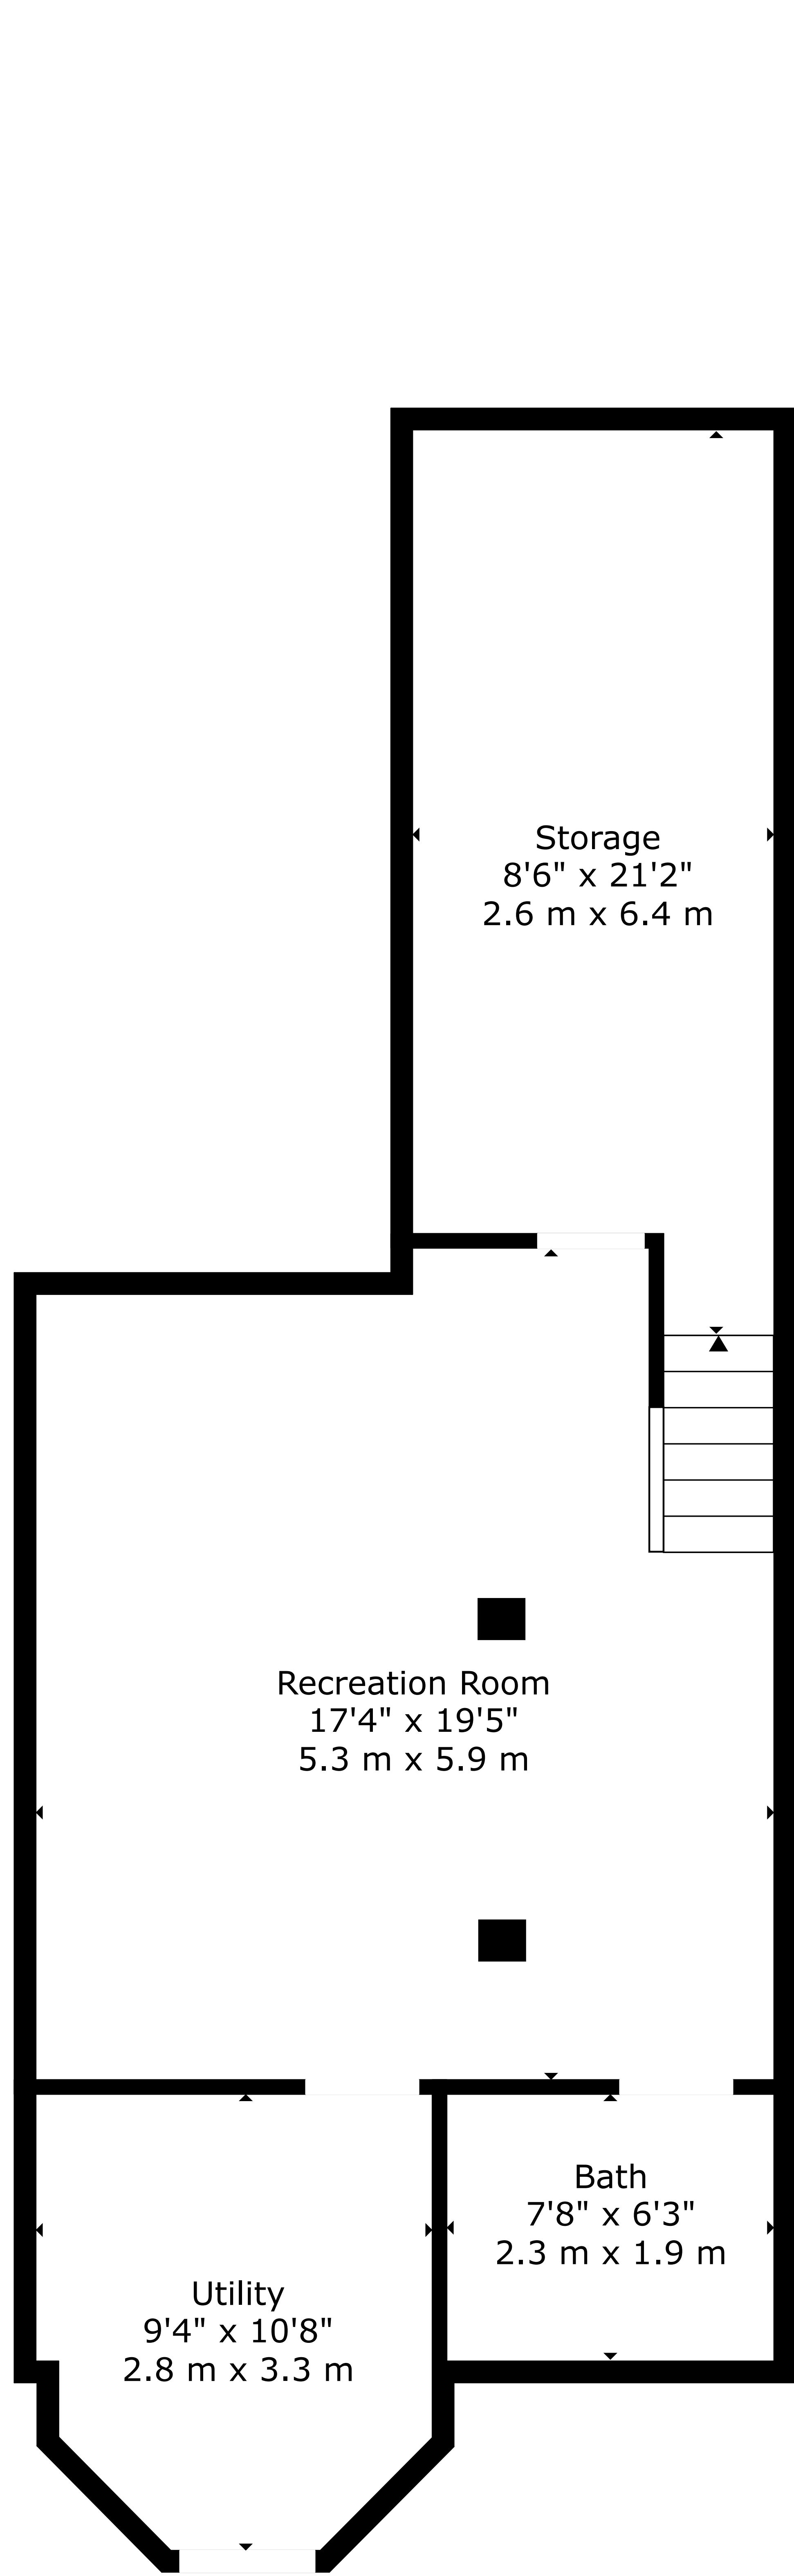 Storage
8'6" x 21'2"
2.6 m x 6.4 m
Recreation Room
17'4" x 19'5"
5.3 m x 5.9 m
Bath
7'8" x 6'3"
2.3 m x 1.9 m
Utility
9'4" x 10'8"
2.8 m x 3.3 m